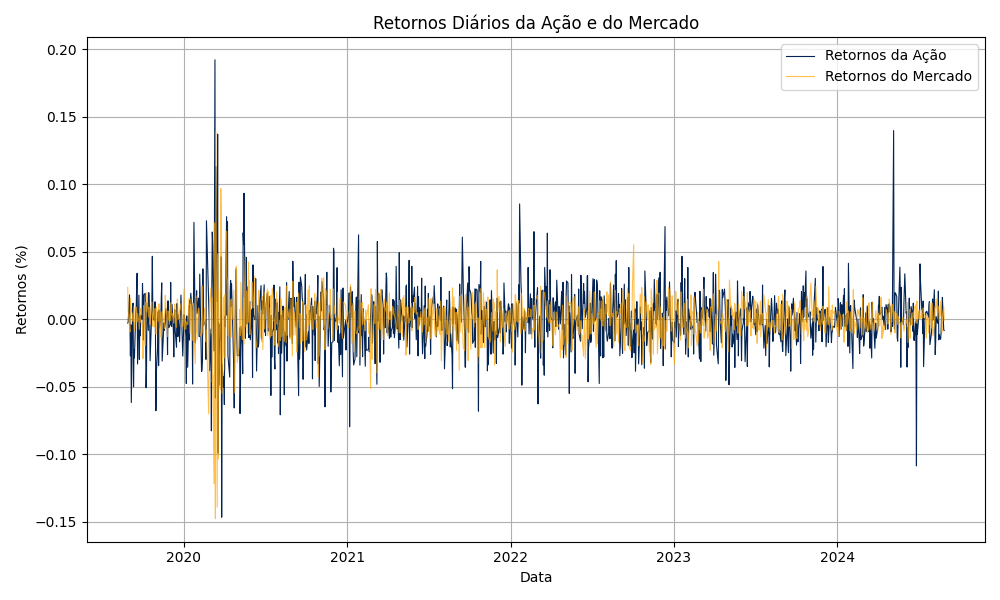 Retornos Diários da Ação e do Mercado
Retornos da Ação
Retornos do Mercado
Retornos (%)
0.20
0.15
0.10
0.05
0.00
−0.05
−0.10
−0.15
2020
2021
2022
2023
2024
Data